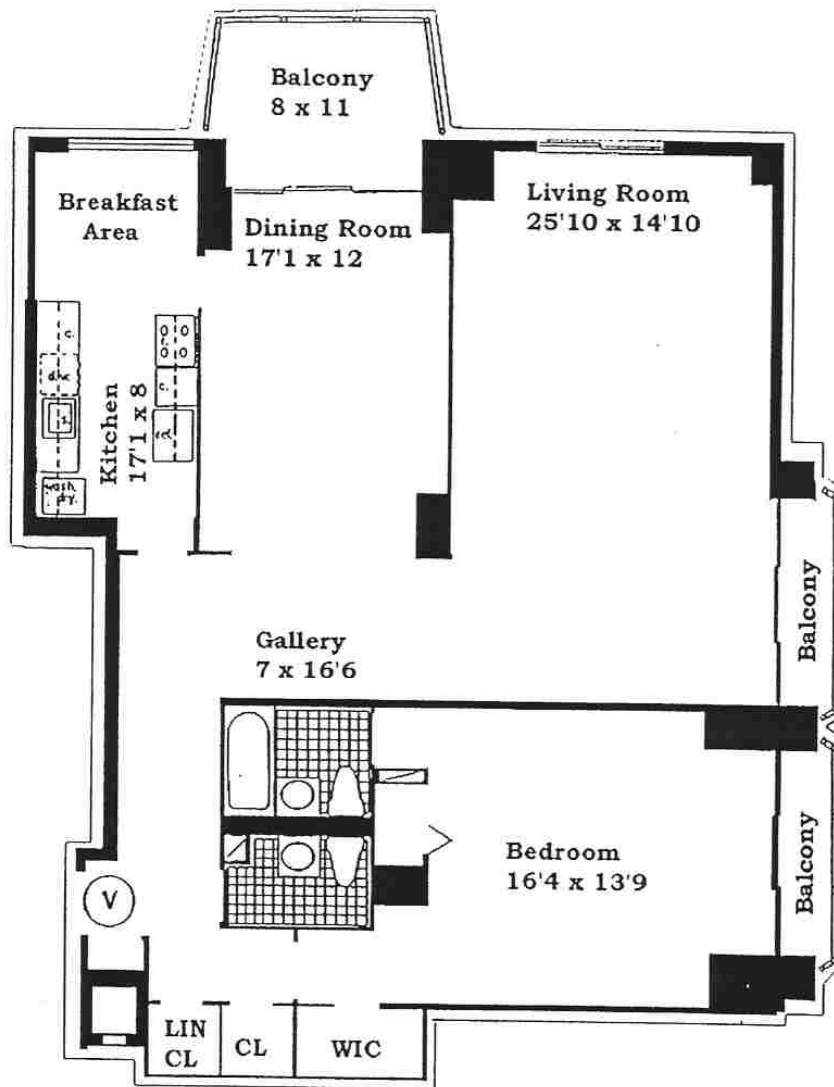 Balcony
8 x 11
Breakfast
Area
Dining Room
17'1 x 12
Living Room
25'10 x 14'10
Kitchen
17'1 x 8
Gallery
7 x 16'6
Balcony
Bedroom
16'4 x 13'9
Balcony
V
LIN
CL
CL
WIC